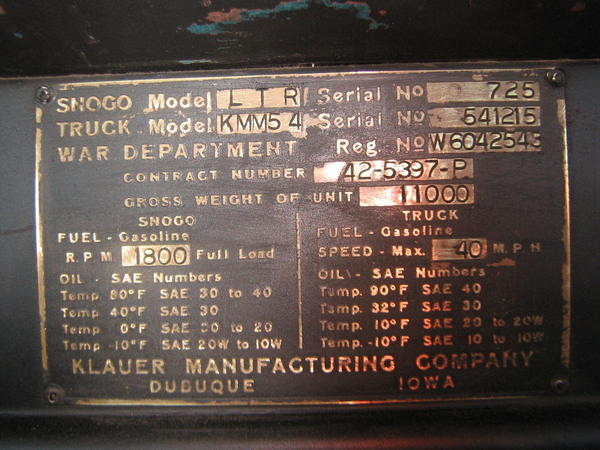 SNOGO Model LTR Serial No 725
TRUCK Model KMM54 Serial No 541215
WAR DEPARTMENT Reg. No W6042543
CONTRACT NUMBER 42-5397-P
GROSS WEIGHT OF UNIT 11000
SNOGO
FUEL - Gasoline
R.P.M 1800 Full Load
OIL - SAE Numbers
Temp. 80°F SAE 30 to 40
Temp. 40°F SAE 30
Temp. 0°F SAE to 20
Temp. -10°F SAE 20W to 10W
TRUCK
FUEL - Gasoline
SPEED - Max. 40 M.P.H
OIL - SAE Numbers
Temp. 90°F SAE 40
Temp. 32°F SAE 30
Temp. 10°F SAE 20 to 20W
Temp. -10°F SAE 10 to 10W
KLAUER MANUFACTURING COMPANY
DUBUQUE IOWA